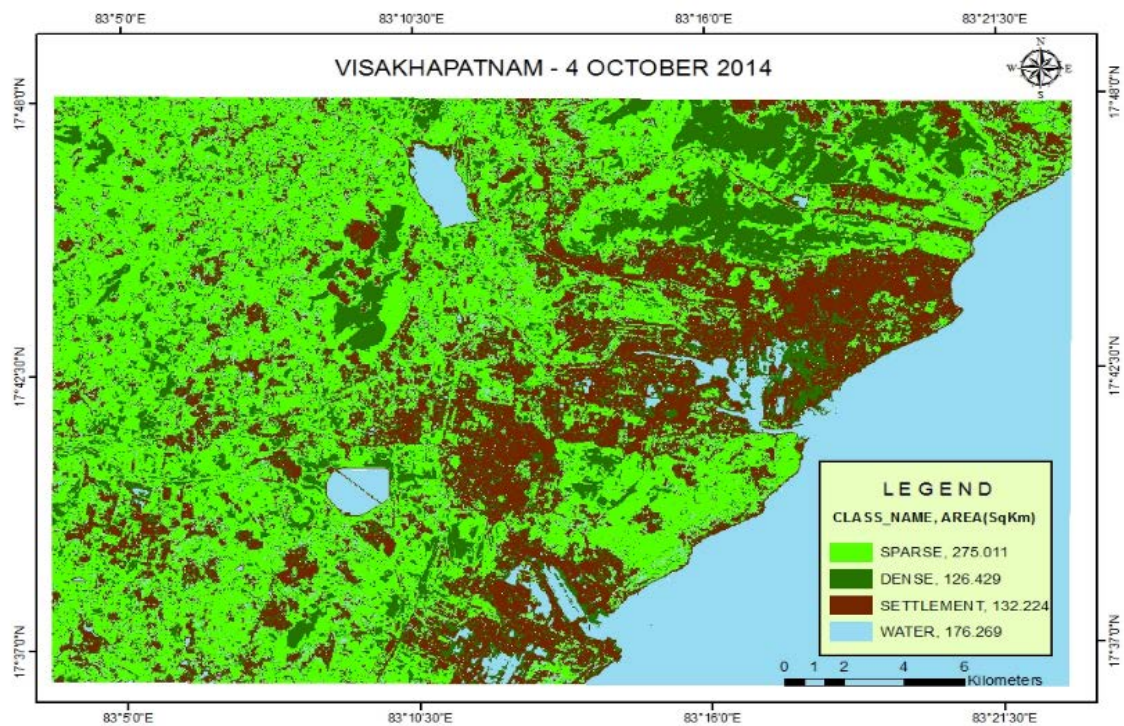 83°5'0"E 83°10'30"E 83°16'0"E 83°21'30"E
VISAKHAPATNAM - 4 OCTOBER 2014
N
W E
S
17°48'0"N 17°48'0"N
17°42'30"N 17°42'30"N
17°37'0"N 17°37'0"N
LEGEND
CLASS_NAME, AREA(SqKm)
SPARSE, 275.011
DENSE, 126.429
SETTLEMENT, 132.224
WATER, 176.269
0 1 2 4 6
Kilometers
83°5'0"E 83°10'30"E 83°16'0"E 83°21'30"E